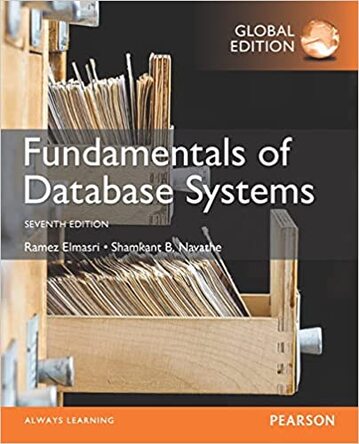 GLOBAL
EDITION
Fundamentals of
Database Systems
SEVENTH EDITION
Ramez Elmasri • Shamkant B. Navathe
ALWAYS LEARNING
PEARSON